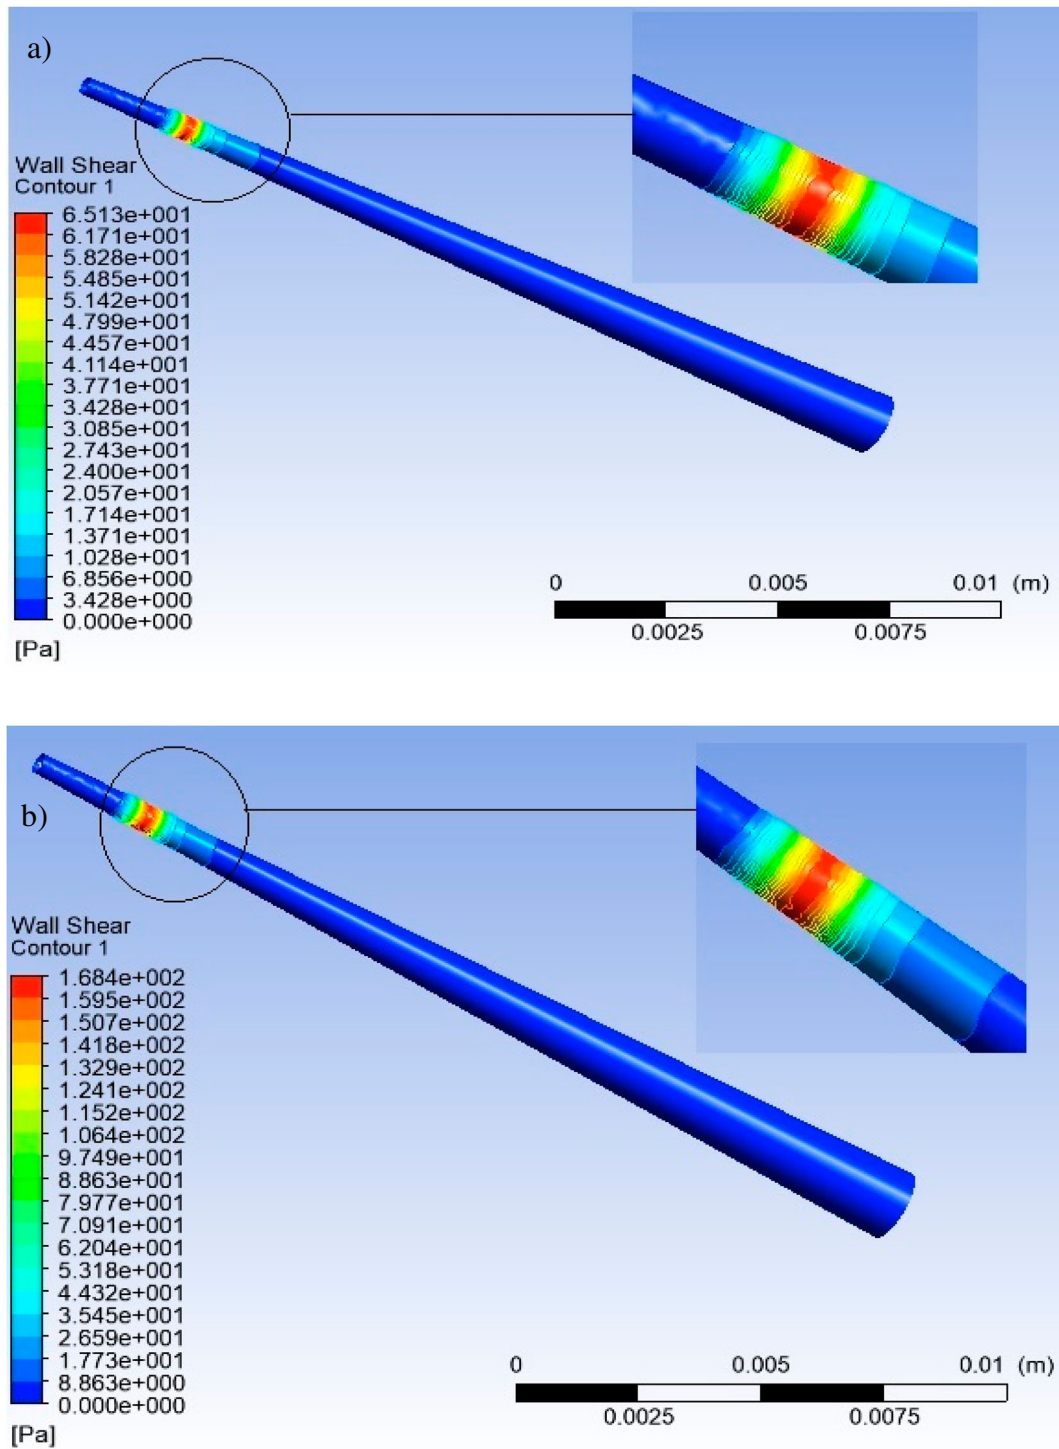 a)
Wall Shear
Contour 1
6.513e+001
6.171e+001
5.828e+001
5.485e+001
5.142e+001
4.799e+001
4.457e+001
4.114e+001
3.771e+001
3.428e+001
3.085e+001
2.743e+001
2.400e+001
2.057e+001
1.714e+001
1.371e+001
1.028e+001
6.856e+000
3.428e+000
0.000e+000
[Pa]
0 0.005 0.01 (m)
0.0025 0.0075
b)
Wall Shear
Contour 1
1.684e+002
1.595e+002
1.507e+002
1.418e+002
1.329e+002
1.241e+002
1.152e+002
1.064e+002
9.749e+001
8.863e+001
7.977e+001
7.091e+001
6.204e+001
5.318e+001
4.432e+001
3.545e+001
2.659e+001
1.773e+001
8.863e+000
0.000e+000
[Pa]
0 0.005 0.01 (m)
0.0025 0.0075